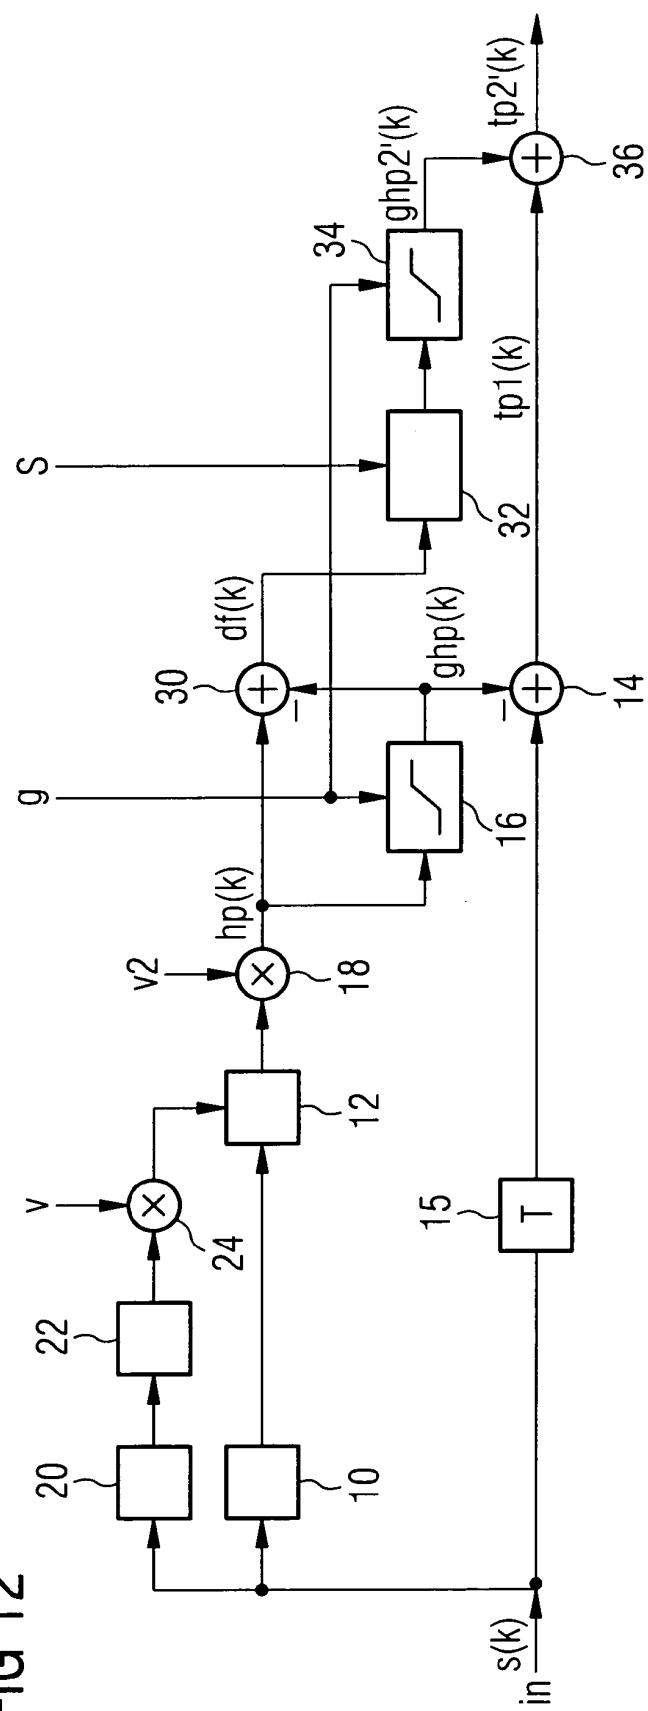 FIG 12
in
s(k)
20
22
24
v
10
12
v2
18
hp(k)
15
T
g
16
30
df(k)
ghp(k)
14
S
32
34
ghp2'(k)
tp1(k)
tp2'(k)
36
+
+
+
×
×
−
−